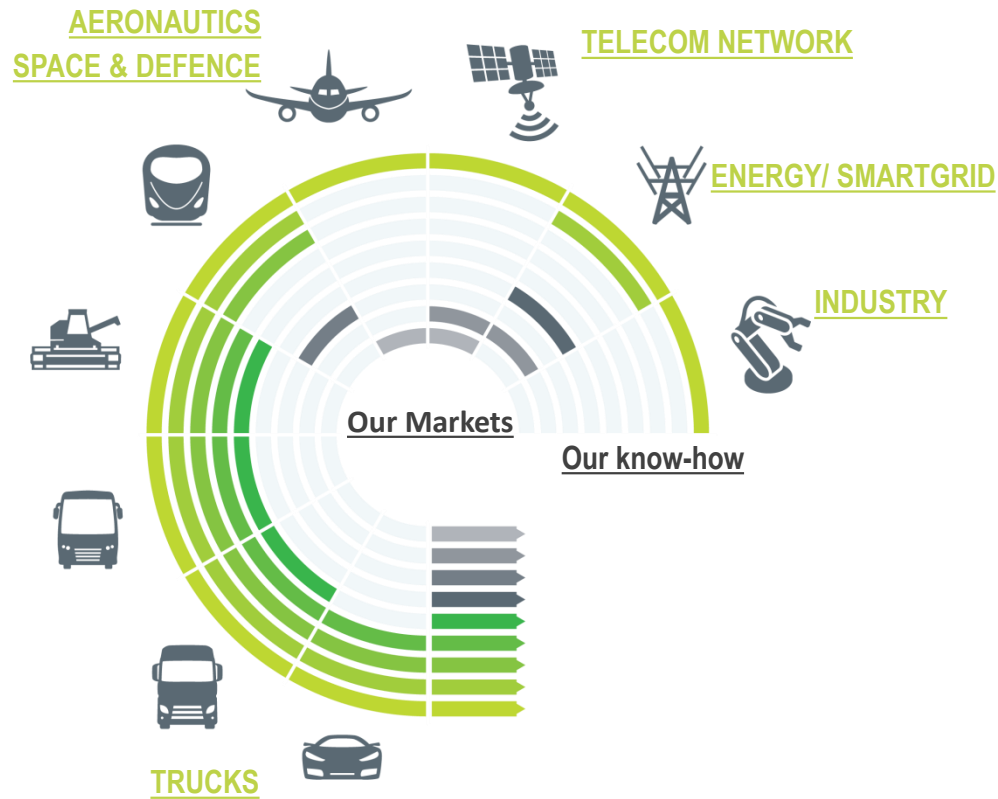 AERONAUTICS
SPACE & DEFENCE
TELECOM NETWORK
ENERGY/ SMARTGRID
INDUSTRY
Our Markets
Our know-how
TRUCKS